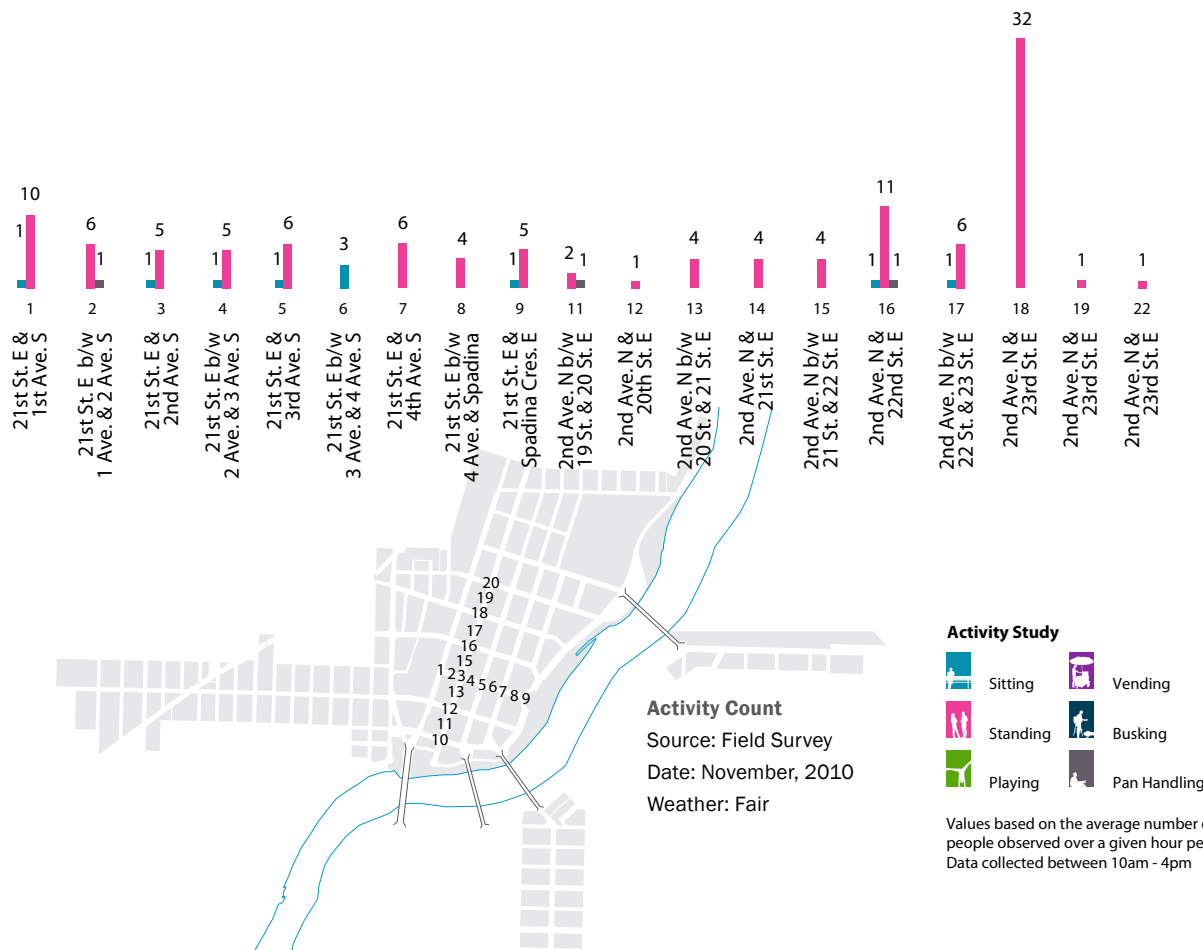 32
10
11
6
6
6
6
5
5
5
4
4
4
4
3
2
1
1
1
1
1
1
1
1
1
1
1
1
1
1 2 3 4 5 6 7 8 9 11 12 13 14 15 16 17 18 19 22
21st St. E &
1st Ave. S
21st St. E b/w
1 Ave. & 2 Ave. S
21st St. E &
2nd Ave. S
21st St. E b/w
2 Ave. & 3 Ave. S
21st St. E &
3rd Ave. S
21st St. E b/w
3 Ave. & 4 Ave. S
21st St. E &
4th Ave. S
21st St. E b/w
4 Ave. & Spadina
21st St. E &
Spadina Cres. E
2nd Ave. N b/w
19 St. & 20 St. E
2nd Ave. N &
20th St. E
2nd Ave. N b/w
20 St. & 21 St. E
2nd Ave. N &
21st St. E
2nd Ave. N b/w
21 St. & 22 St. E
2nd Ave. N &
22nd St. E
2nd Ave. N b/w
22 St. & 23 St. E
2nd Ave. N &
23rd St. E
2nd Ave. N &
23rd St. E
2nd Ave. N &
23rd St. E
20
19
18
17
16
15
1 2 3 4 5 6 7 8 9
13
12
11
10
Activity Count
Source: Field Survey
Date: November, 2010
Weather: Fair
Activity Study
Sitting
Vending
Standing
Busking
Playing
Pan Handling
Values based on the average number
people observed over a given hour
Data collected between 10am - 4pm